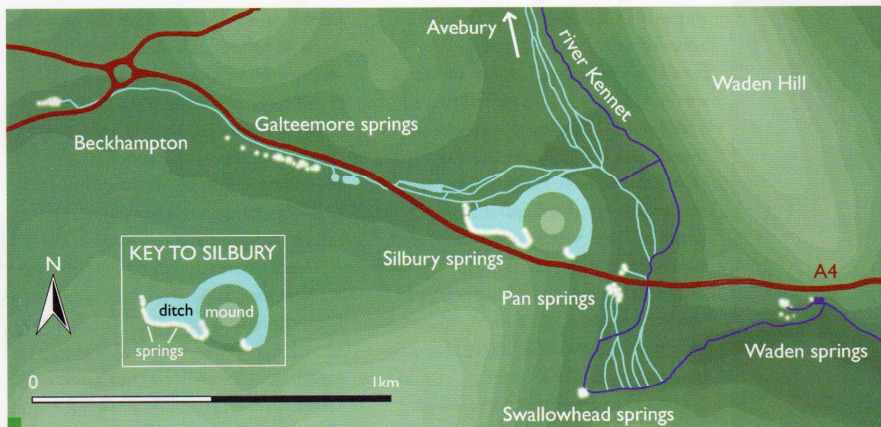 Avebury
river Kennet
Waden Hill
Galteemore springs
Beckhampton
Silbury springs
KEY TO SILBURY
ditch
mound
springs
N
A4
Pan springs
Waden springs
0
1km
Swallowhead springs